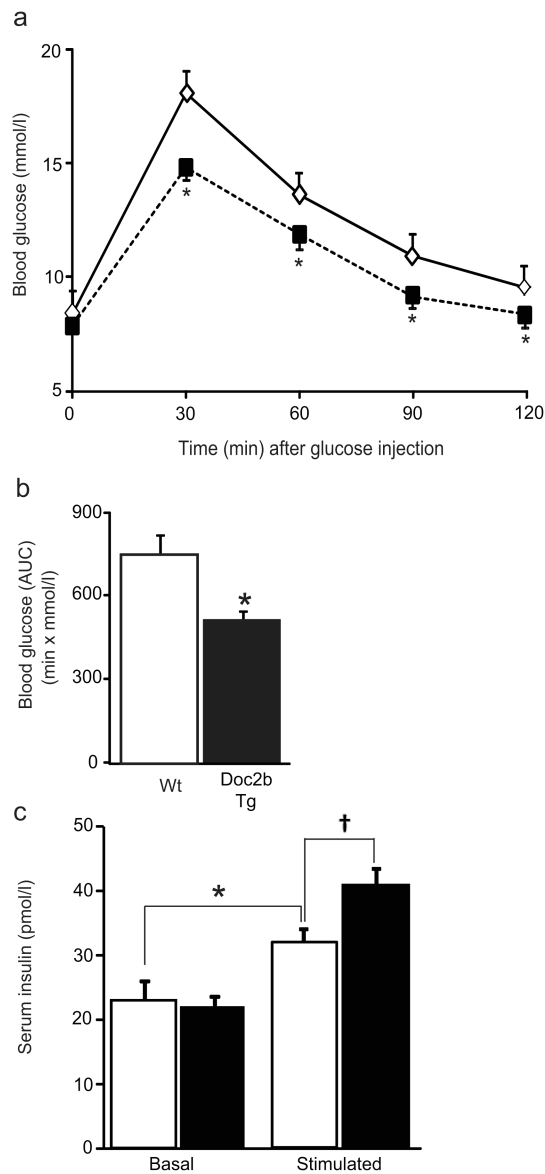 a
20
15
10
5
Blood glucose (mmol/l)
*
*
*
*
0 30 60 90 120
Time (min) after glucose injection
b
900
600
300
0
Blood glucose (AUC)
(min x mmol/l)
*
Wt
Doc2b
Tg
c
50
40
30
20
10
0
Serum insulin (pmol/l)
*
†
Basal Stimulated